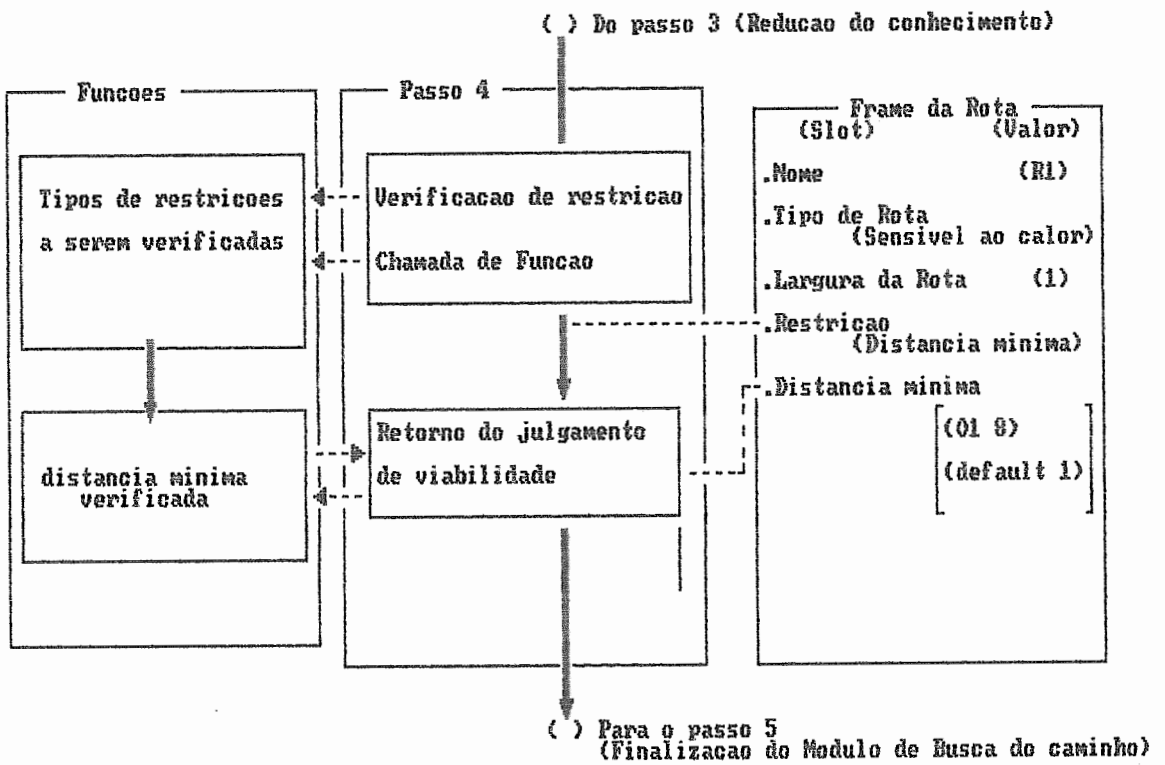 ( ) Do passo 3 (Reducao do conhecimento)
Funcoes
Tipos de restricoes
a serem verificadas
distancia minima
verificada
Passo 4
Verificacao de restricao
Chamada de Funcao
Retorno do julgamento
de viabilidade
Frame da Rota
(Slot) (Valor)
.Nome (R1)
.Tipo de Rota
(Sensivel ao calor)
.Largura da Rota (1)
.Restricao
(Distancia minima)
.Distancia minima
(O1 8)
(default 1)
( ) Para o passo 5
(Finalizacao do Modulo de Busca do caminho)